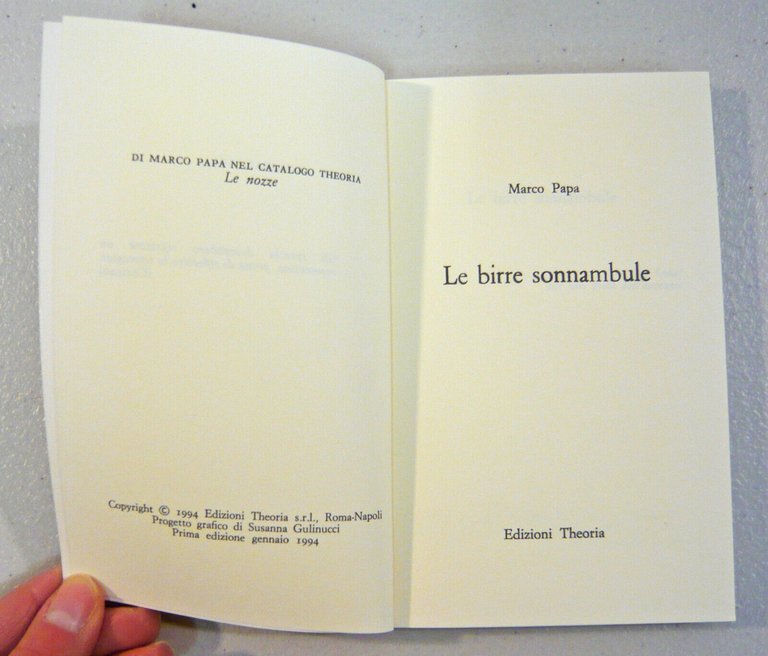 DI MARCO PAPA NEL CATALOGO THEORIA
Le nozze
Copyright © 1994 Edizioni Theoria s.r.l., Roma-Napoli
Progetto grafico di Susanna Gulinucci
Prima edizione gennaio 1994
Marco Papa
Le birre sonnambule
Edizioni Theoria